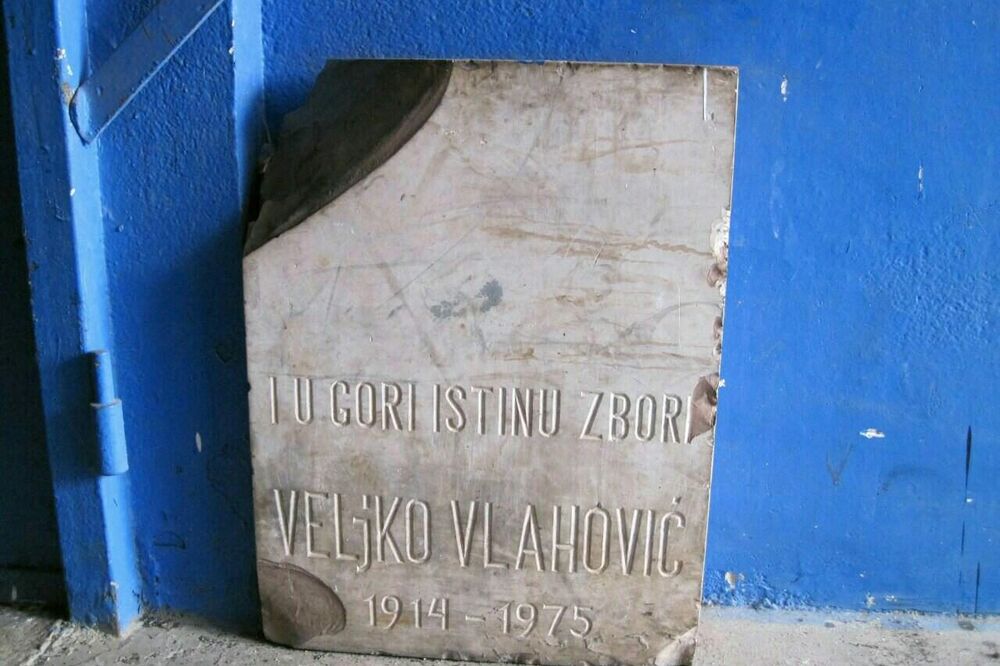 I U GORI ISTINU ZBORI
VELjKO VLAHOVIĆ
1914 - 1975